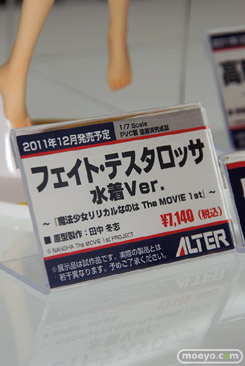 2011年12月発売予定
1/7 Scale
PVC製 塗装済完成品
フェイト・テスタロッサ
水着Ver.
~『魔法少女リリカルなのは The MOVIE 1st』~
¥7,140 (税込)
■ 原型製作：田中 冬志
© NANOHA The MOVIE 1st PROJECT
※展示品は試作品です。実際の製品とは
若干異なります。予めご了承ください。
ALTER
moeyo.com